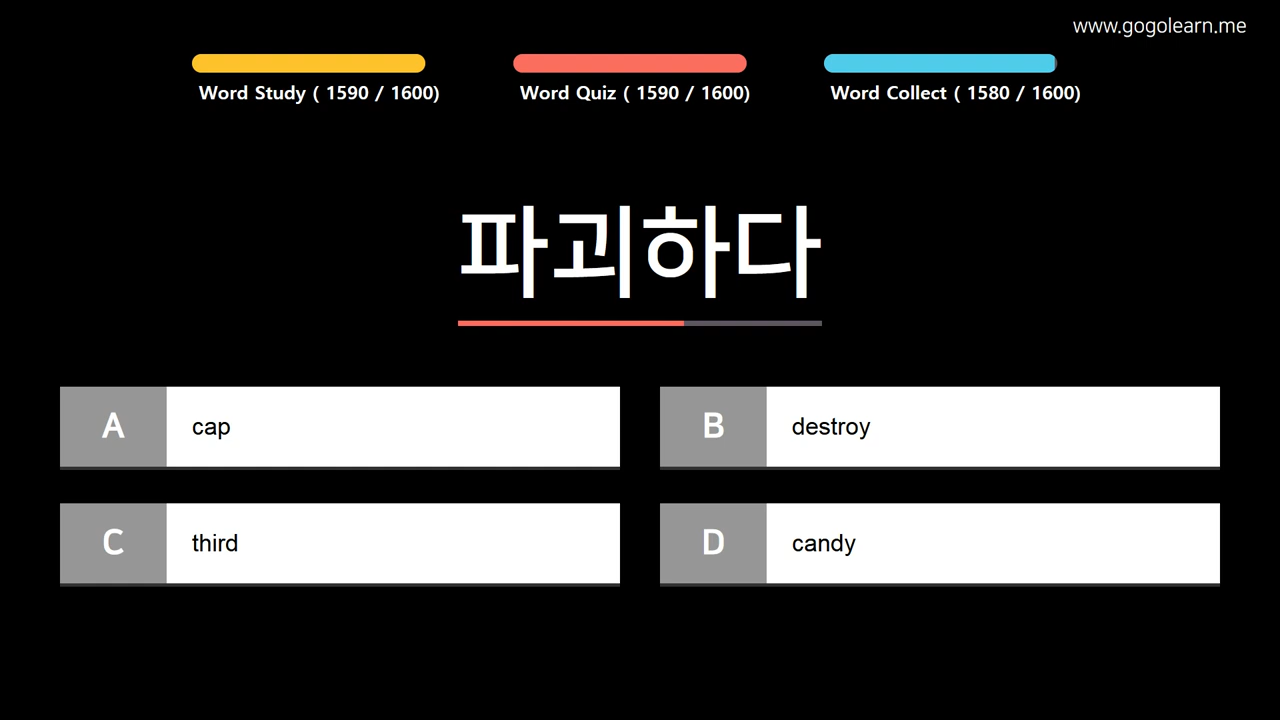 www.gogolearn.me
Word Study ( 1590 / 1600)
Word Quiz ( 1590 / 1600)
Word Collect ( 1580 / 1600)
파괴하다
A cap
B destroy
C third
D candy